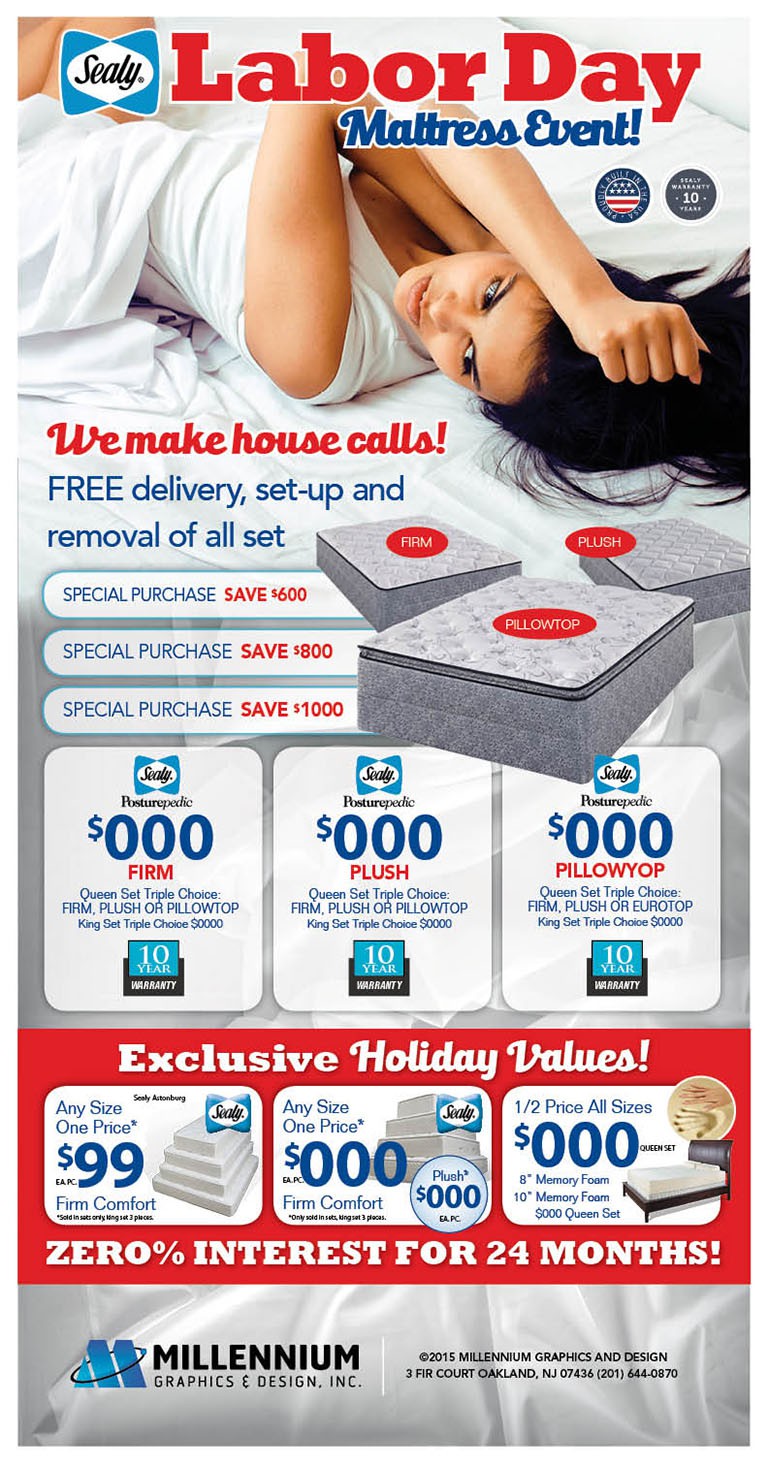 Sealy®
Labor Day
Mattress Event!
PROUDLY BUILT IN THE USA
SEALY
WARRANTY
· 10 ·
YEARS
We make house calls!
FREE delivery, set-up and
removal of all set
FIRM
PLUSH
PILLOWTOP
SPECIAL PURCHASE SAVE $600
SPECIAL PURCHASE SAVE $800
SPECIAL PURCHASE SAVE $1000
Sealy.
Posturepedic
$000
FIRM
Queen Set Triple Choice:
FIRM, PLUSH OR PILLOWTOP
King Set Triple Choice $0000
10
YEAR
WARRANTY
Sealy.
Posturepedic
$000
PLUSH
Queen Set Triple Choice:
FIRM, PLUSH OR PILLOWTOP
King Set Triple Choice $0000
10
YEAR
WARRANTY
Sealy.
Posturepedic
$000
PILLOWYOP
Queen Set Triple Choice:
FIRM, PLUSH OR EUROTOP
King Set Triple Choice $0000
10
YEAR
WARRANTY
Exclusive Holiday Values!
Sealy Astonburg
Any Size
One Price*
Sealy.
$99
EA. PC.
Firm Comfort
*Sold in sets only, king set 3 pieces.
Any Size
One Price*
Sealy.
$000
EA. PC.
Firm Comfort
*Only sold in sets, king set 3 pieces.
Plush*
$000
EA. PC.
1/2 Price All Sizes
$000
QUEEN SET
8" Memory Foam
10" Memory Foam
$000 Queen Set
ZERO% INTEREST FOR 24 MONTHS!
MILLENNIUM
GRAPHICS & DESIGN, INC.
©2015 MILLENNIUM GRAPHICS AND DESIGN
3 FIR COURT OAKLAND, NJ 07436 (201) 644-0870